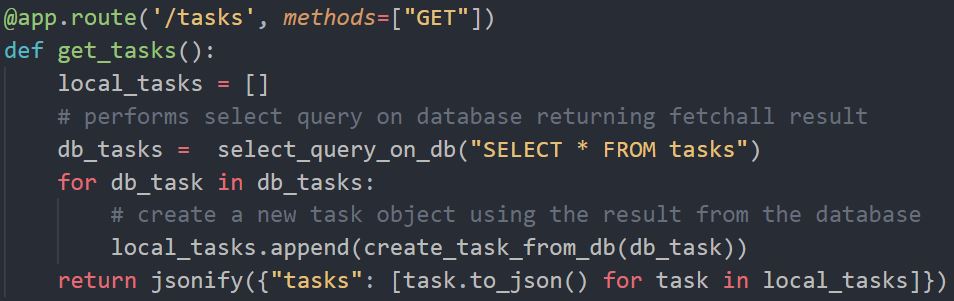 @app.route('/tasks', methods=["GET"])
def get_tasks():
    local_tasks = []
    # performs select query on database returning fetchall result
    db_tasks =  select_query_on_db("SELECT * FROM tasks")
    for db_task in db_tasks:
        # create a new task object using the result from the database
        local_tasks.append(create_task_from_db(db_task))
    return jsonify({"tasks": [task.to_json() for task in local_tasks]})